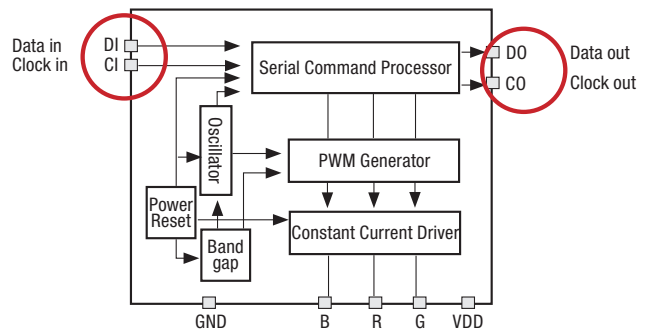 Data in
Clock in
DI
CI
Serial Command Processor
DO
CO
Data out
Clock out
Oscillator
PWM Generator
Power
Reset
Band
gap
Constant Current Driver
GND
B
R
G
VDD